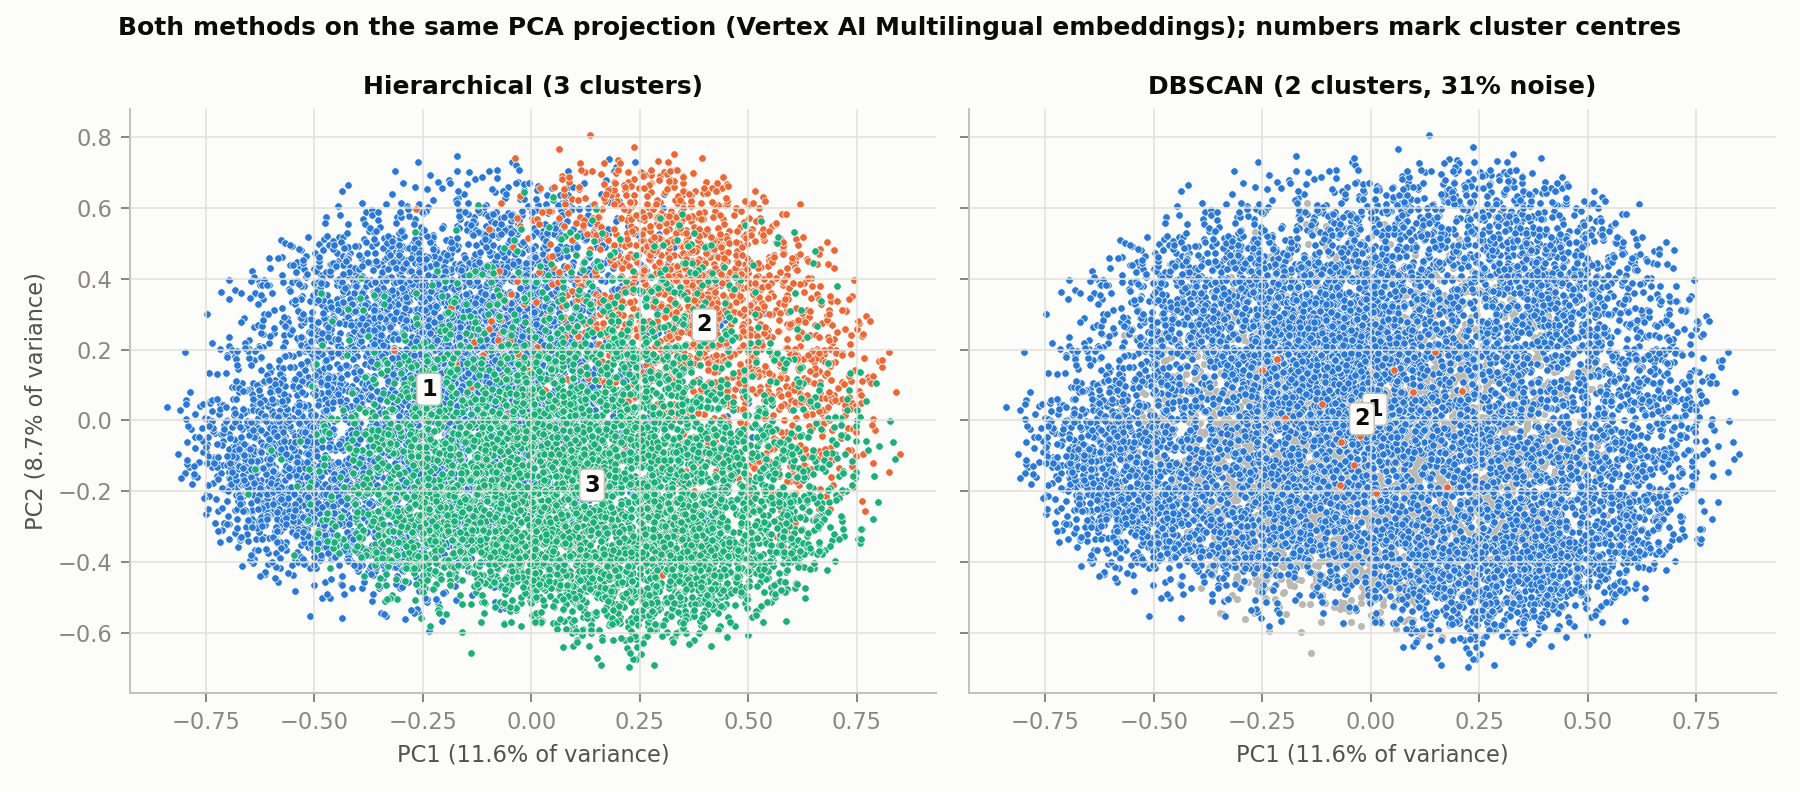 Both methods on the same PCA projection (Vertex AI Multilingual embeddings); numbers mark cluster centres
Hierarchical (3 clusters)
DBSCAN (2 clusters, 31% noise)
PC2 (8.7% of variance)
0.8
0.6
0.4
0.2
0.0
−0.2
−0.4
−0.6
1
2
3
1
2
−0.75 −0.50 −0.25 0.00 0.25 0.50 0.75
−0.75 −0.50 −0.25 0.00 0.25 0.50 0.75
PC1 (11.6% of variance)
PC1 (11.6% of variance)